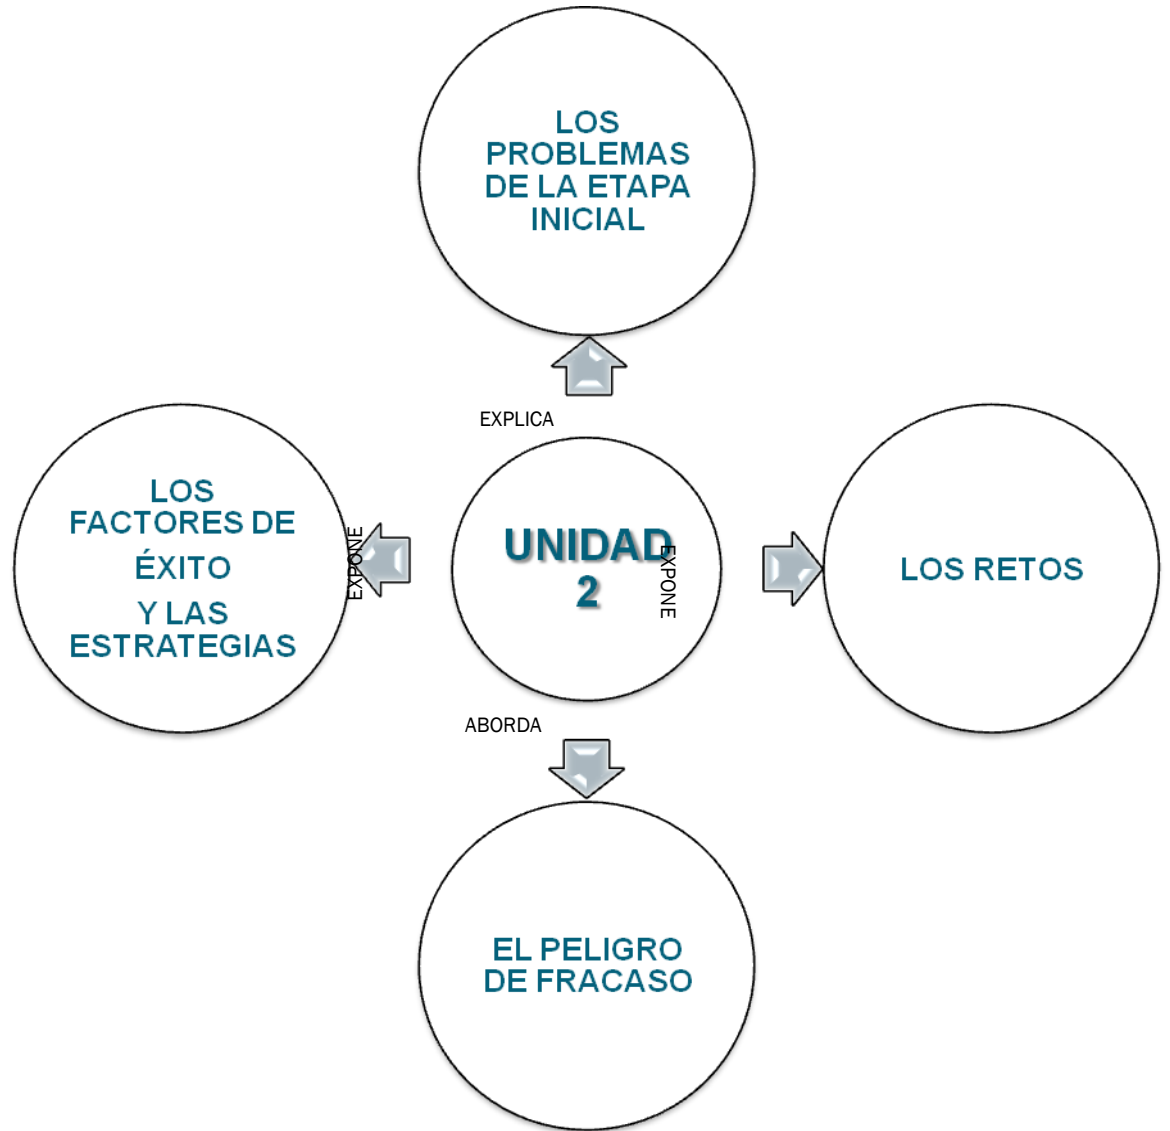 LOS
PROBLEMAS
DE LA ETAPA
INICIAL
EXPLICA
LOS
FACTORES DE
ÉXITO
Y LAS
ESTRATEGIAS
EXPONE
UNIDAD
2
EXPONE
LOS RETOS
ABORDA
EL PELIGRO
DE FRACASO